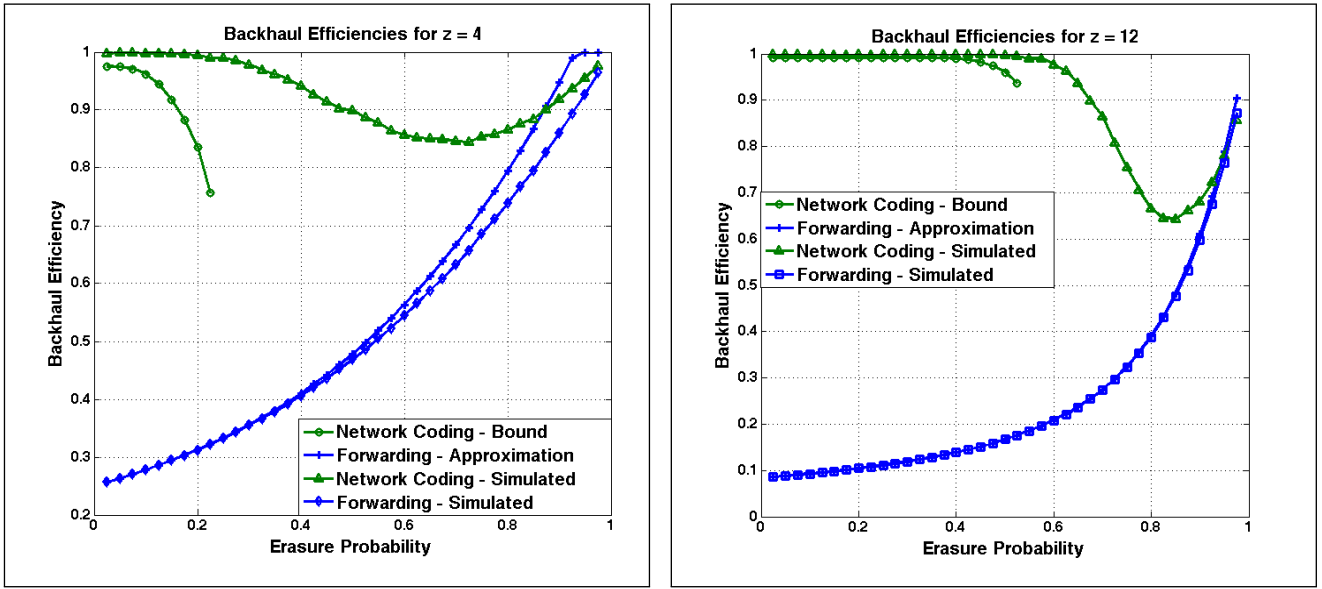 Backhaul Efficiencies for z = 4
1
0.9
0.8
0.7
0.6
0.5
0.4
0.3
0.2
Backhaul Efficiency
Network Coding - Bound
Forwarding - Approximation
Network Coding - Simulated
Forwarding - Simulated
0 0.2 0.4 0.6 0.8 1
Erasure Probability
Backhaul Efficiencies for z = 12
1
0.9
0.8
0.7
0.6
0.5
0.4
0.3
0.2
0.1
0
Backhaul Efficiency
Network Coding - Bound
Forwarding - Approximation
Network Coding - Simulated
Forwarding - Simulated
0 0.2 0.4 0.6 0.8 1
Erasure Probability